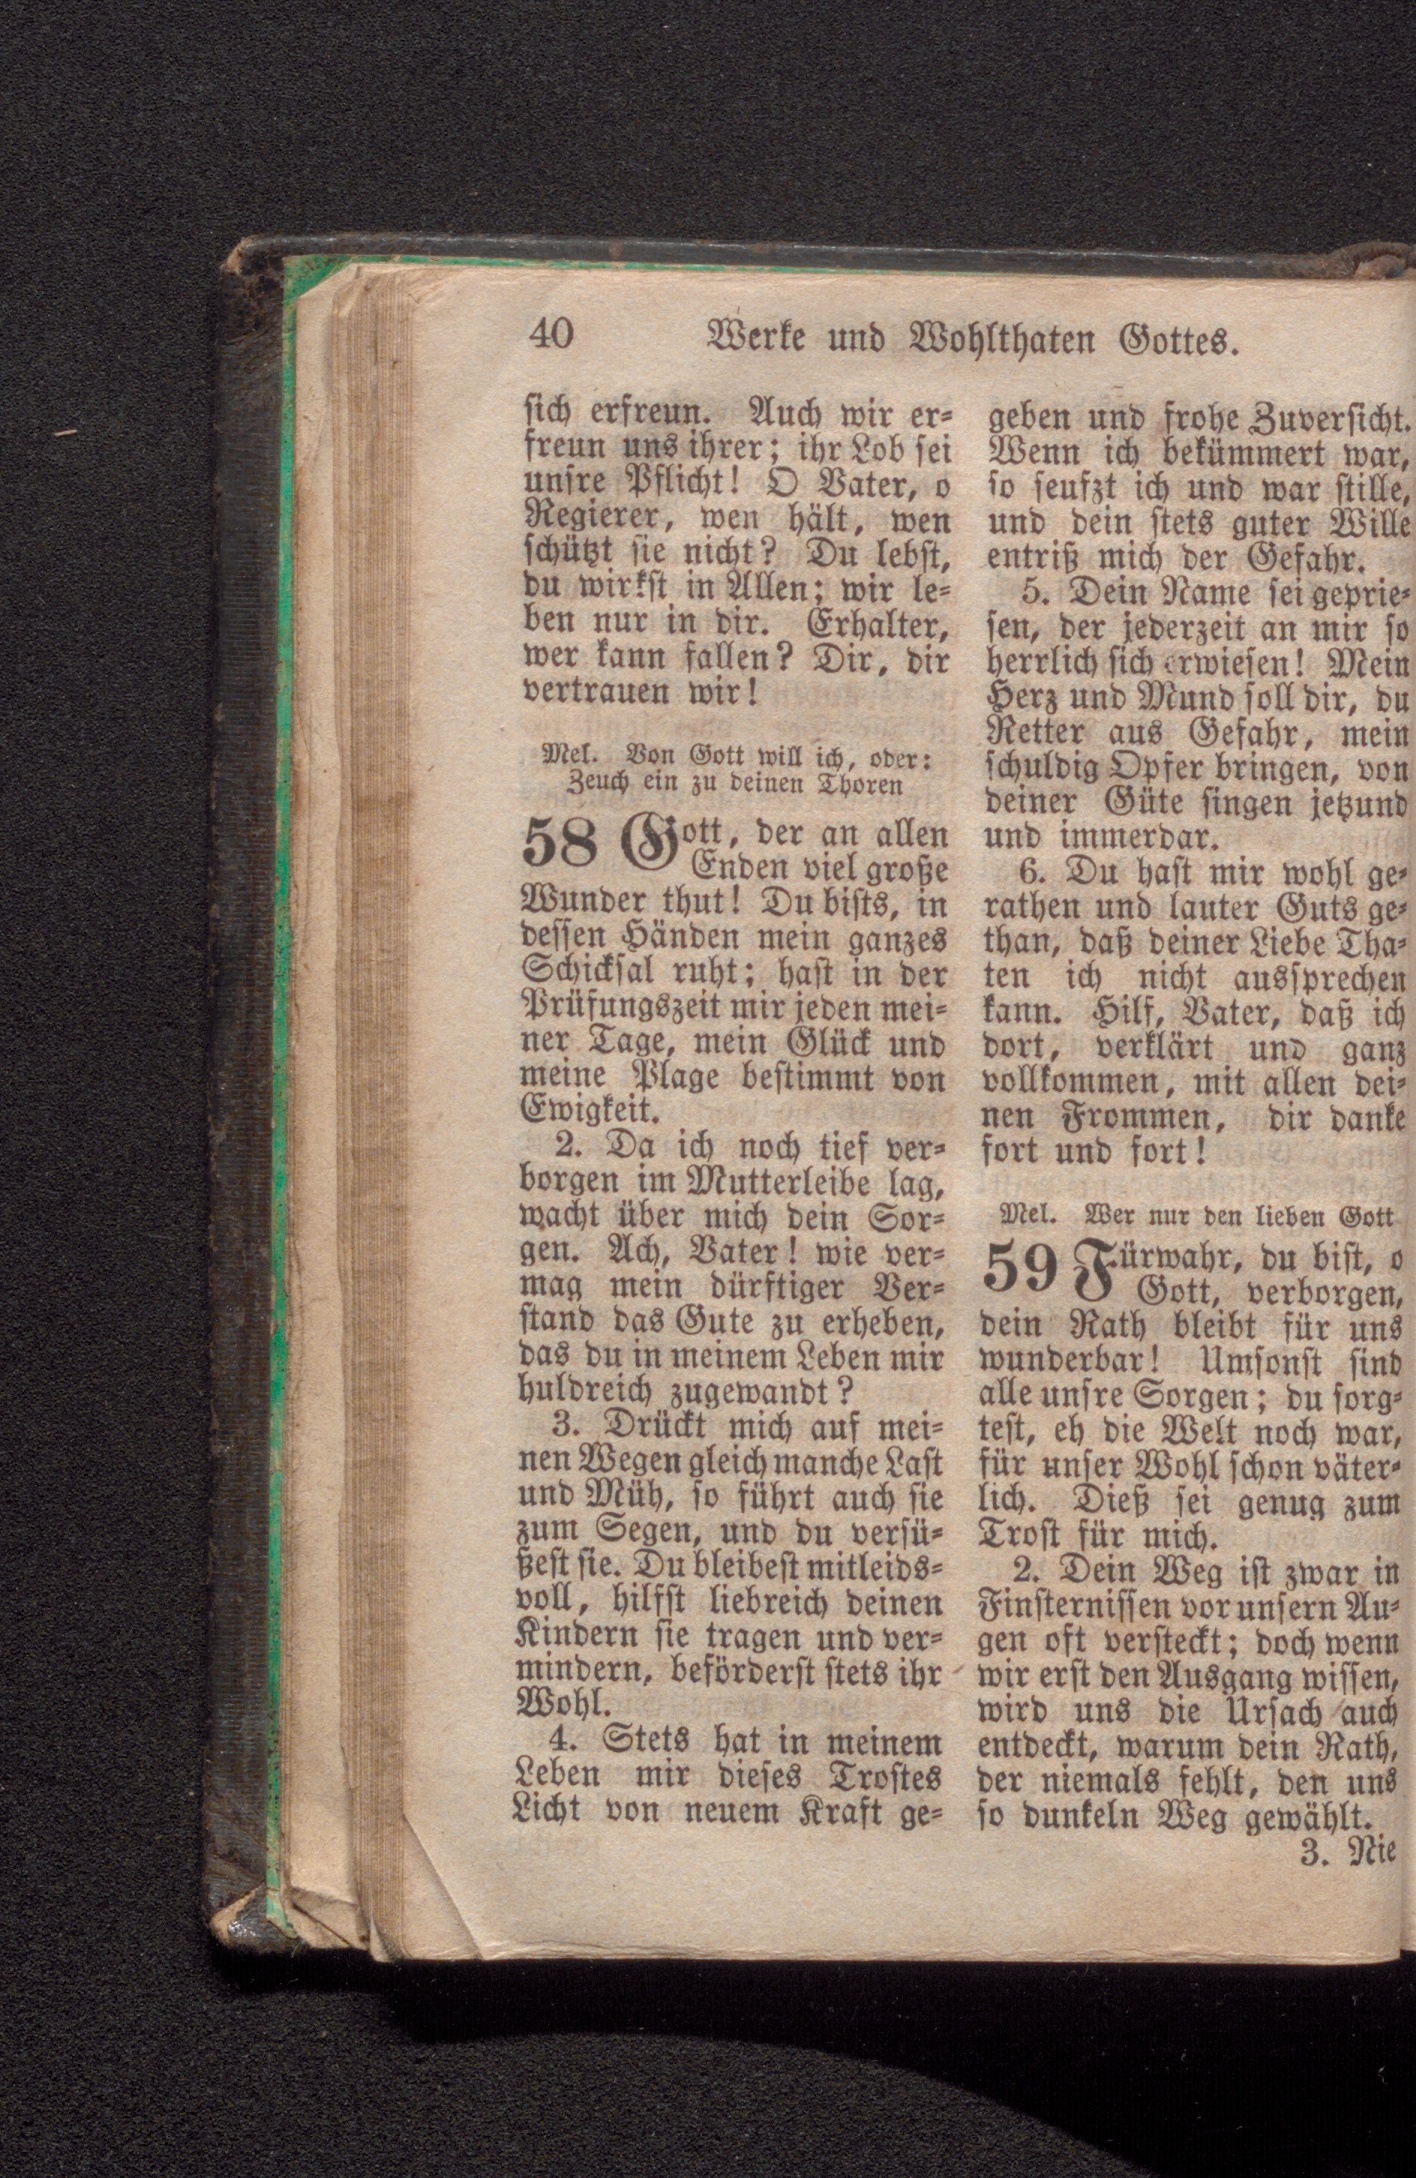 40 Werke und Wohlthaten Gottes.
sich erfreun. Auch wir er-
freun uns ihrer; ihr Lob sei
unsre Pflicht! O Vater, o
Regierer, wen hält, wen
schützt sie nicht? Du lebst,
du wirkst in Allen; wir le-
ben nur in dir. Erhalter,
wer kann fallen? Dir, dir
vertrauen wir!
Mel. Von Gott will ich, oder:
Zeuch ein zu deinen Thoren
58 Gott, der an allen
Enden viel große
Wunder thut! Du bists, in
dessen Händen mein ganzes
Schicksal ruht; hast in der
Prüfungszeit mir jeden mei-
ner Tage, mein Glück und
meine Plage bestimmt von
Ewigkeit.
2. Da ich noch tief ver-
borgen im Mutterleibe lag,
wacht über mich dein Sor-
gen. Ach, Vater! wie ver-
mag mein dürftiger Ver-
stand das Gute zu erheben,
das du in meinem Leben mir
huldreich zugewandt?
3. Drückt mich auf mei-
nen Wegen gleich manche Last
und Müh, so führt auch sie
zum Segen, und du versü-
ßest sie. Du bleibest mitleids-
voll, hilfst liebreich deinen
Kindern sie tragen und ver-
mindern, beförderst stets ihr
Wohl.
4. Stets hat in meinem
Leben mir dieses Trostes
Licht von neuem Kraft ge-
geben und frohe Zuversicht.
Wenn ich bekümmert war,
so seufzt ich und war stille,
und dein stets guter Wille
entriß mich der Gefahr.
5. Dein Name sei geprie-
sen, der jederzeit an mir so
herrlich sich erwiesen! Mein
Herz und Mund soll dir, du
Retter aus Gefahr, mein
schuldig Opfer bringen, von
deiner Güte singen jetzund
und immerdar.
6. Du hast mir wohl ge-
rathen und lauter Guts ge-
than, daß deiner Liebe Tha-
ten ich nicht aussprechen
kann. Hilf, Vater, daß ich
dort, verklärt und ganz
vollkommen, mit allen dei-
nen Frommen, dir danke
fort und fort!
Mel. Wer nur den lieben Gott
59 Fürwahr, du bist, o
Gott, verborgen,
dein Rath bleibt für uns
wunderbar! Umsonst sind
alle unsre Sorgen; du sorg-
test, eh die Welt noch war,
für unser Wohl schon väter-
lich. Dieß sei genug zum
Trost für mich.
2. Dein Weg ist zwar in
Finsternissen vor unsern Au-
gen oft versteckt; doch wenn
wir erst den Ausgang wissen,
wird uns die Ursach auch
entdeckt, warum dein Rath,
der niemals fehlt, den uns
so dunkeln Weg gewählt.
3. Nie